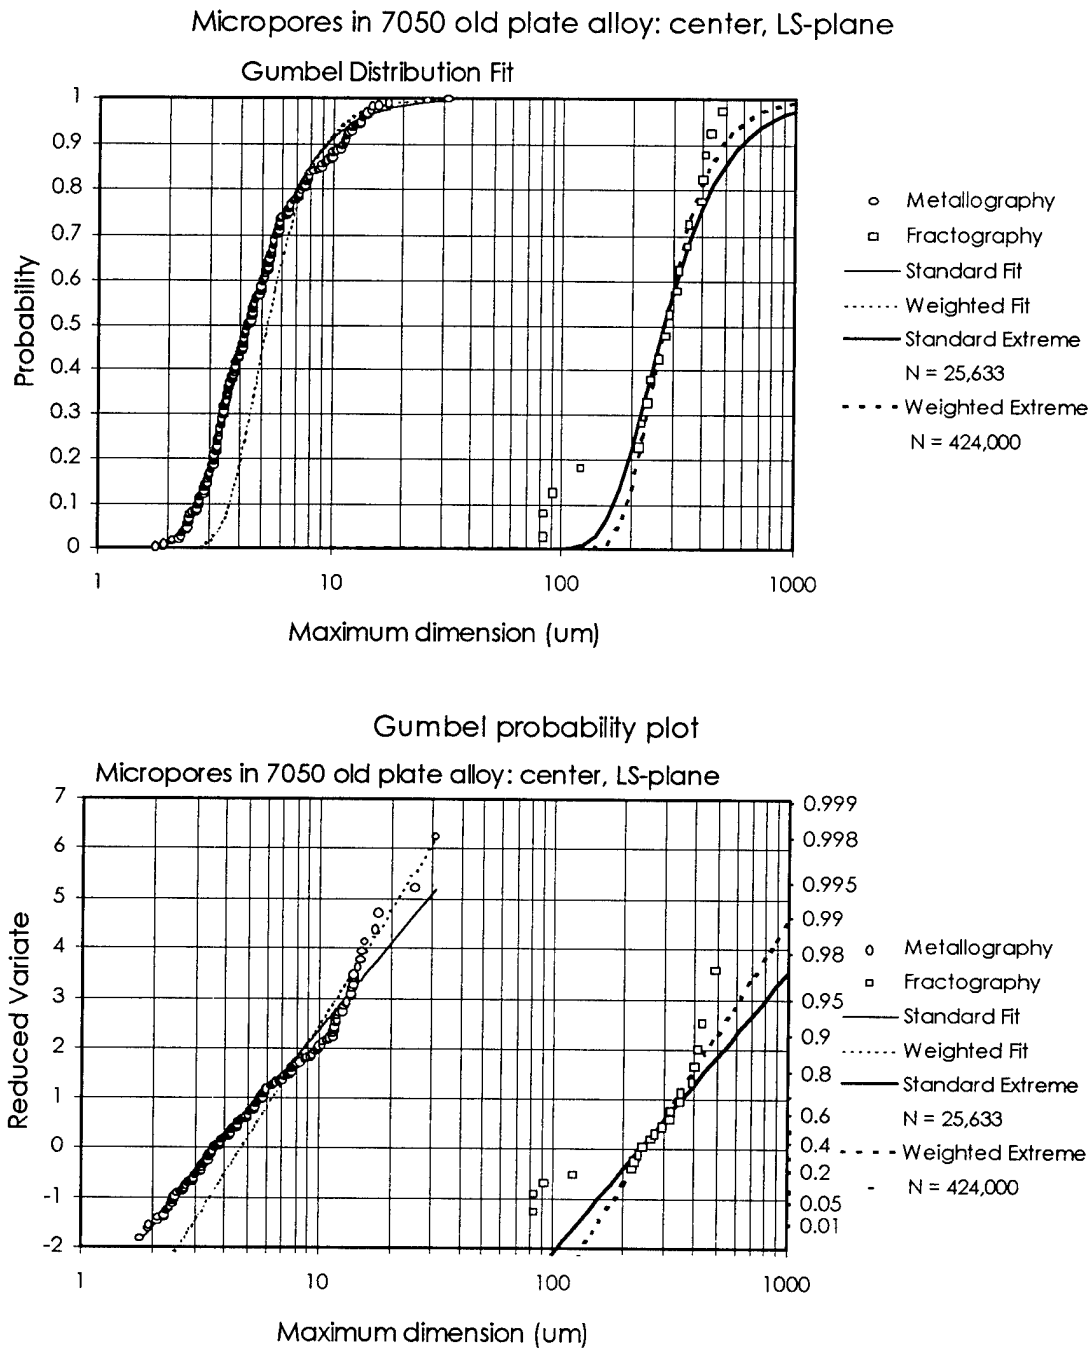 Micropores in 7050 old plate alloy: center, LS-plane
Gumbel Distribution Fit
1
0.9
0.8
0.7
0.6
0.5
0.4
0.3
0.2
0.1
0
Probability
1
10
100
1000
Maximum dimension (um)
Metallography
Fractography
Standard Fit
Weighted Fit
Standard Extreme
N = 25,633
Weighted Extreme
N = 424,000
Gumbel probability plot
Micropores in 7050 old plate alloy: center, LS-plane
7
6
5
4
3
2
1
0
-1
-2
Reduced Variate
0.999
0.998
0.995
0.99
0.98
0.95
0.9
0.8
0.6
0.4
0.2
0.05
0.01
1
10
100
1000
Maximum dimension (um)
Metallography
Fractography
Standard Fit
Weighted Fit
Standard Extreme
N = 25,633
Weighted Extreme
N = 424,000